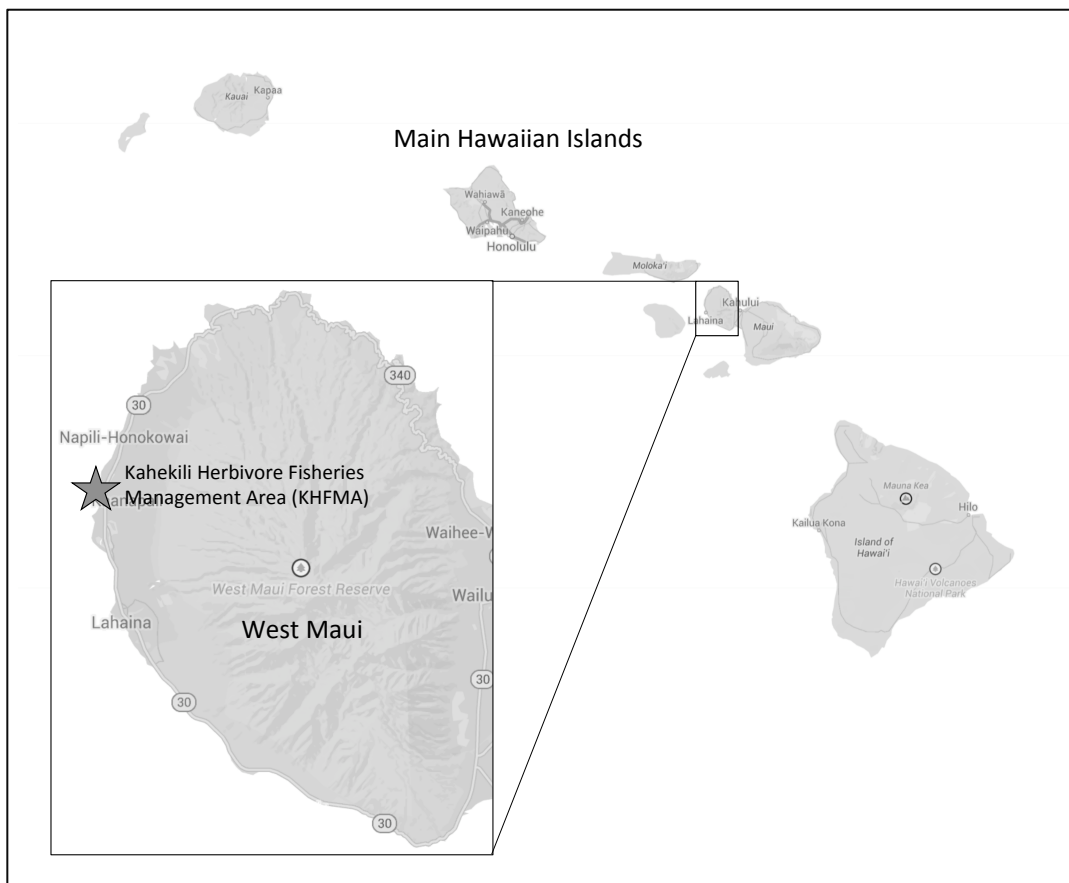 Kapaa
Kauai
Main Hawaiian Islands
Wahiawā
Kaneohe
Waipahu
Honolulu
Moloka'i
Kahului
Lahaina
Maui
340
30
Napili-Honokowai
Kahekili Herbivore Fisheries
Management Area (KHFMA)
Waihee-W
West Maui Forest Reserve
Wailu
Lahaina
West Maui
30
30
30
Mauna Kea
Hilo
Kailua Kona
Island of
Hawai'i
Hawai'i Volcanoes
National Park